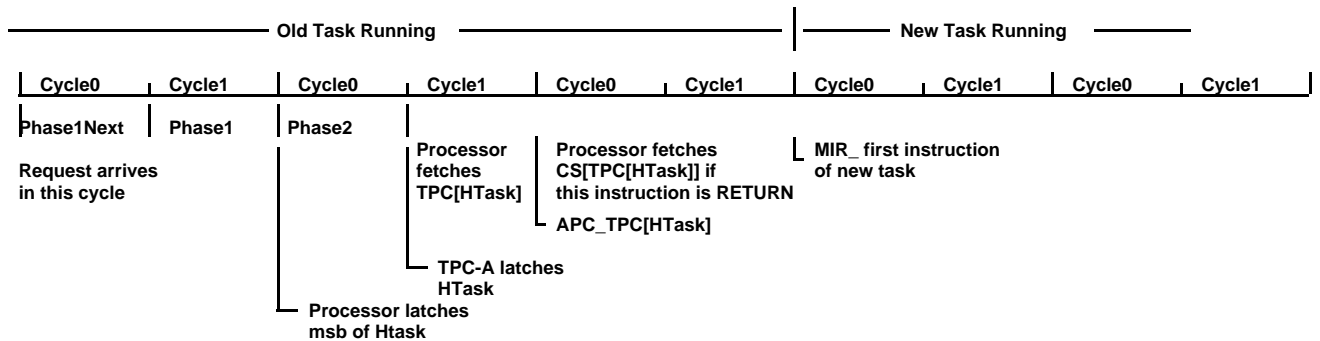 Old Task Running New Task Running
Cycle0 Cycle1 Cycle0 Cycle1 Cycle0 Cycle1 Cycle0 Cycle1 Cycle0 Cycle1
Phase1Next Phase1 Phase2
Request arrives
in this cycle
Processor
fetches
TPC[HTask]
Processor fetches
CS[TPC[HTask]] if
this instruction is RETURN
APC_TPC[HTask]
MIR_ first instruction
of new task
TPC-A latches
HTask
Processor latches
msb of Htask